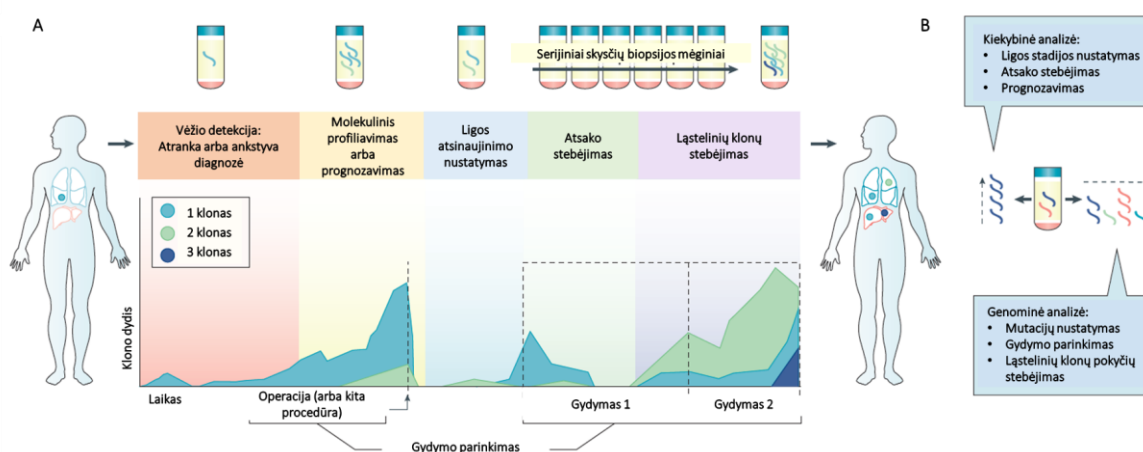 A
Serijiniai skysčių biopsijos mėginiai
Vėžio detekcija:
Atranka arba ankstyva
diagnozė
Molekulinis
profiliavimas
arba
prognozavimas
Ligos
atsinaujinimo
nustatymas
Atsako
stebėjimas
Ląstelinių klonų
stebėjimas
1 klonas
2 klonas
3 klonas
Klono dydis
Laikas
Operacija (arba kita
procedūra)
Gydymas 1
Gydymas 2
Gydymo parinkimas
B
Kiekybinė analizė:
• Ligos stadijos nustatymas
• Atsako stebėjimas
• Prognozavimas
Genominė analizė:
• Mutacijų nustatymas
• Gydymo parinkimas
• Ląstelinių klonų pokyčių
stebėjimas